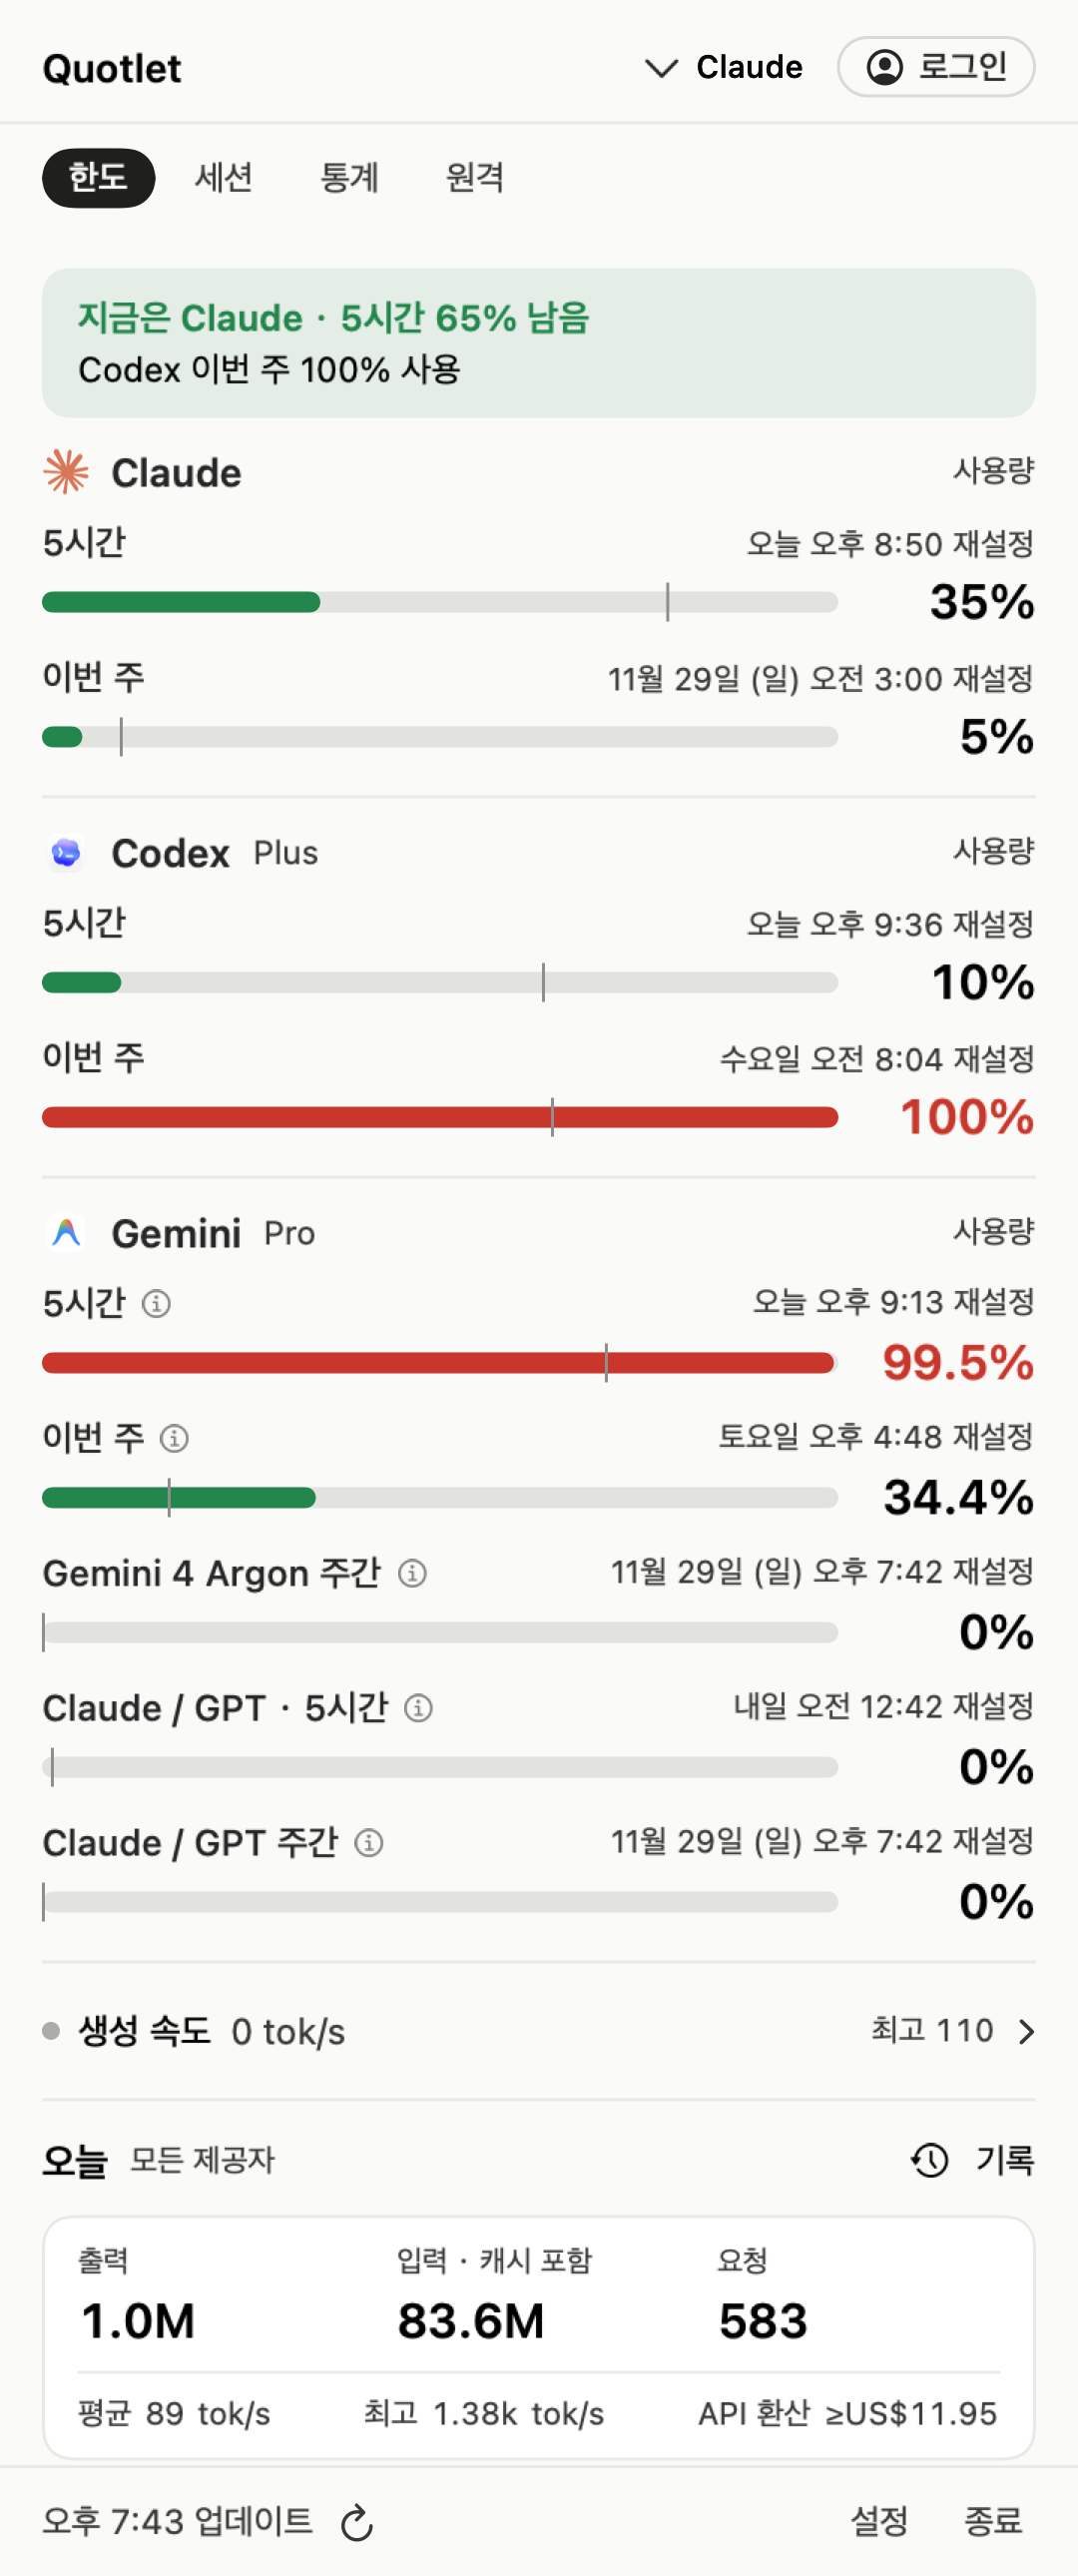 Quotlet
Claude
로그인
한도 세션 통계 원격
지금은 Claude · 5시간 65% 남음
Codex 이번 주 100% 사용
Claude 사용량
5시간 오늘 오후 8:50 재설정
35%
이번 주 11월 29일 (일) 오전 3:00 재설정
5%
Codex Plus 사용량
5시간 오늘 오후 9:36 재설정
10%
이번 주 수요일 오전 8:04 재설정
100%
Gemini Pro 사용량
5시간 오늘 오후 9:13 재설정
99.5%
이번 주 토요일 오후 4:48 재설정
34.4%
Gemini 4 Argon 주간 11월 29일 (일) 오후 7:42 재설정
0%
Claude / GPT · 5시간 내일 오전 12:42 재설정
0%
Claude / GPT 주간 11월 29일 (일) 오후 7:42 재설정
0%
생성 속도 0 tok/s 최고 110
오늘 모든 제공자 기록
출력 입력 · 캐시 포함 요청
1.0M 83.6M 583
평균 89 tok/s 최고 1.38k tok/s API 환산 ≥US$11.95
오후 7:43 업데이트 설정 종료